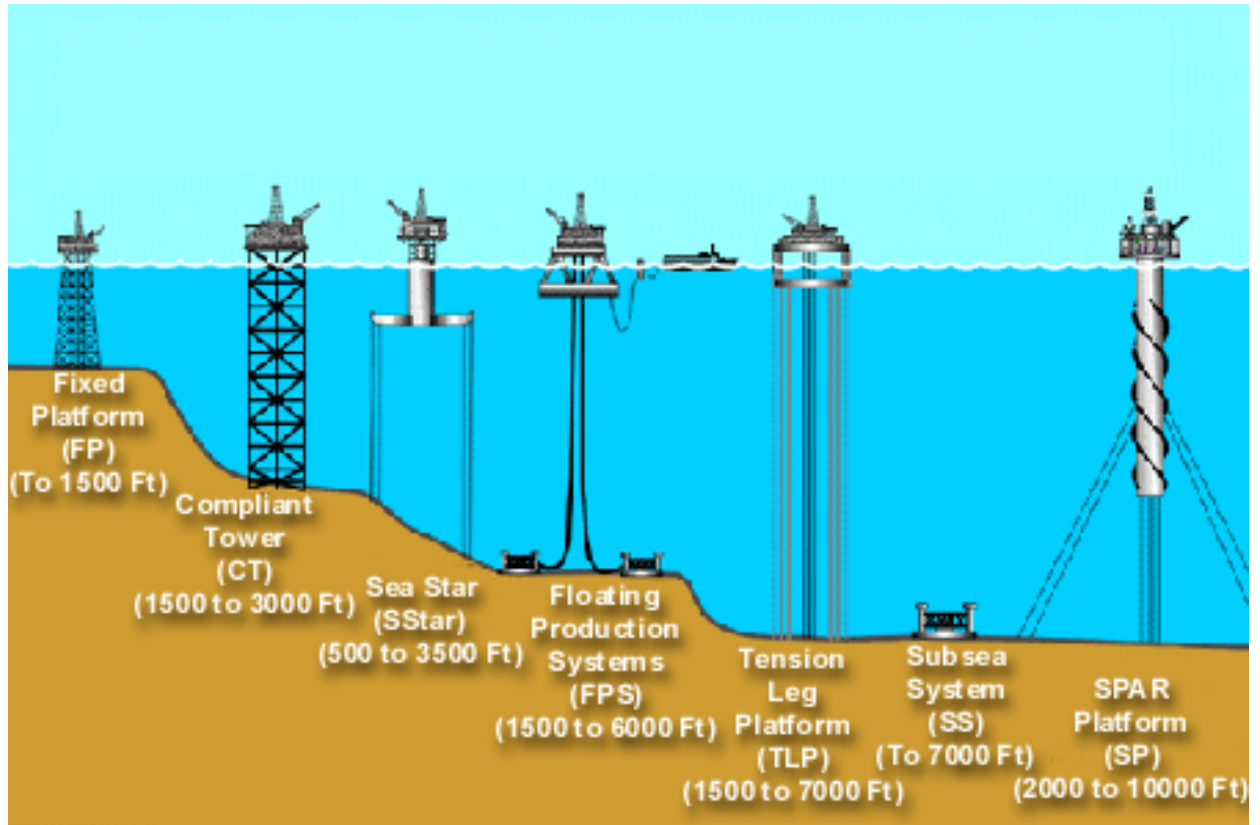 Fixed
Platform
(FP)
(To 1500 Ft)
Compliant
Tower
(CT)
(1500 to 3000 Ft)
Sea Star
(SStar)
(500 to 3500 Ft)
Floating
Production
Systems
(FPS)
(1500 to 6000 Ft)
Tension
Leg
Platform
(TLP)
(1500 to 7000 Ft)
Subsea
System
(SS)
(To 7000 Ft)
SPAR
Platform
(SP)
(2000 to 10000 Ft)